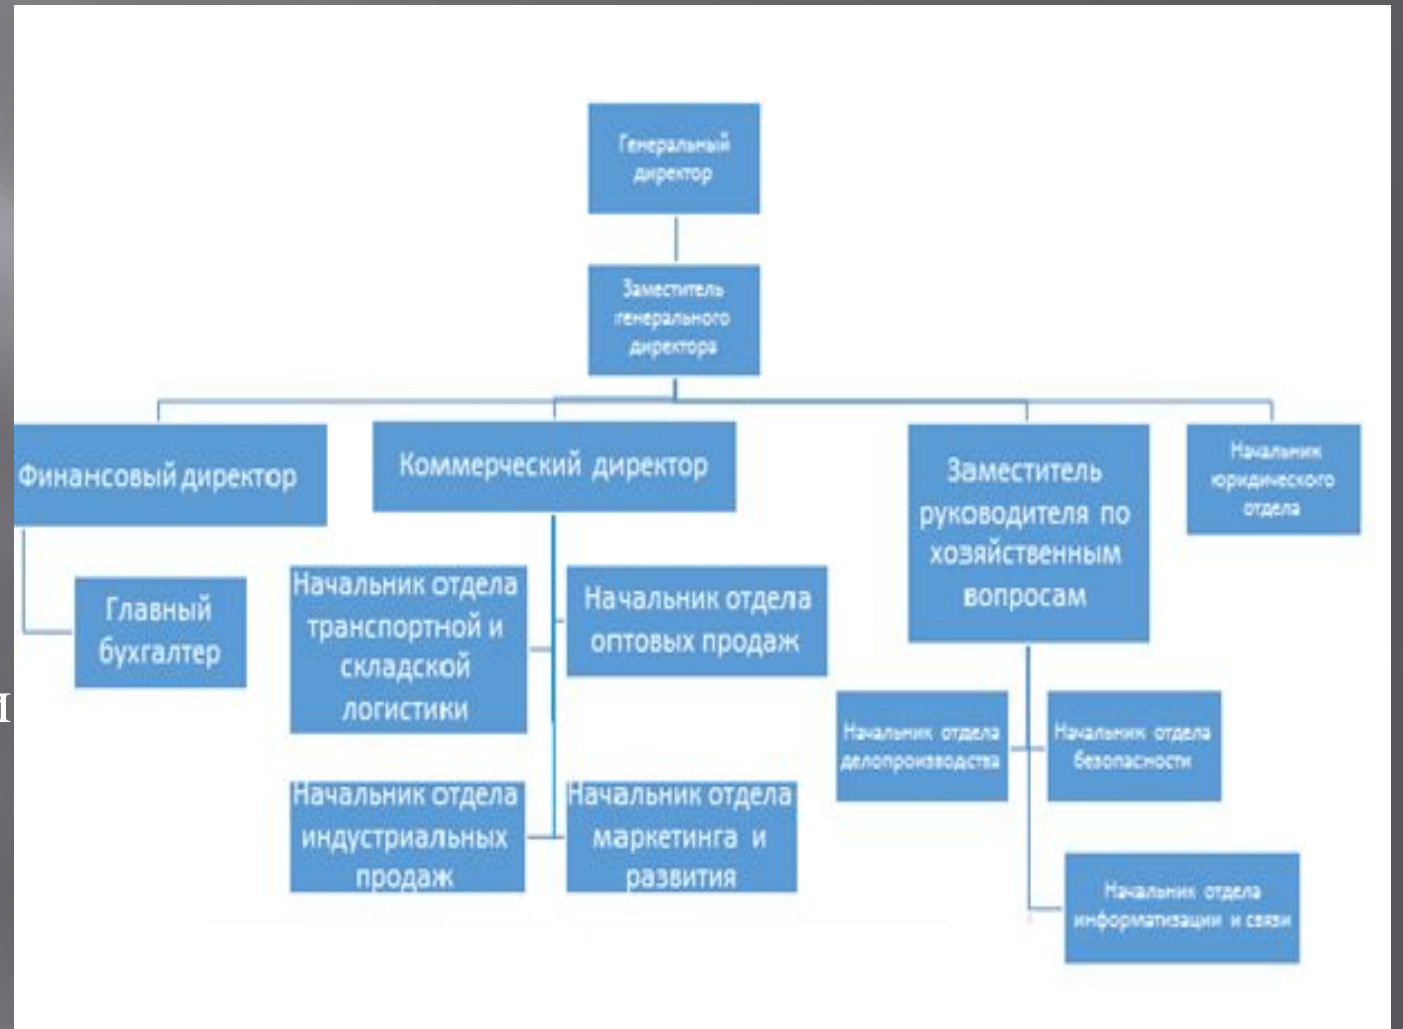 Генеральный
директор
Заместитель
генерального
директора
Финансовый директор
Коммерческий директор
Заместитель
руководителя по
хозяйственным
вопросам
Начальник
юридического
отдела
Главный
бухгалтер
Начальник отдела
транспортной и
складской
логистики
Начальник отдела
оптовых продаж
Начальник отдела
индустриальных
продаж
Начальник отдела
маркетинга и
развития
Начальник отдела
делопроизводства
Начальник отдела
безопасности
Начальник отдела
информатизации и связи
и